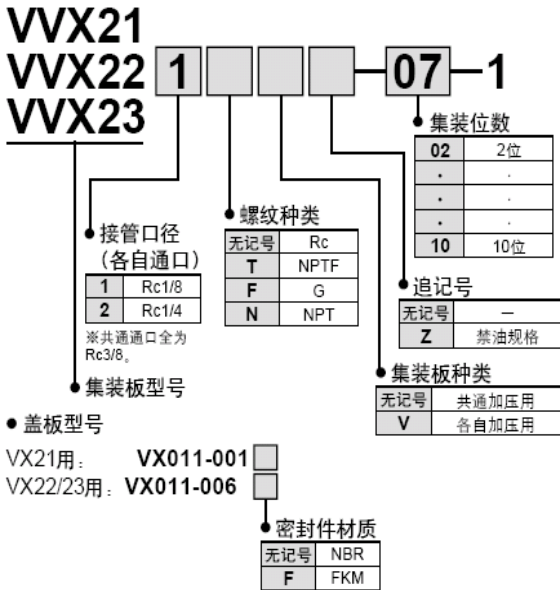 VVX21
VVX22 1 07 1
VVX23
集装位数
02 2位
· ·
· ·
· ·
10 10位
螺纹种类
无记号 Rc
T NPTF
F G
N NPT
接管口径
（各自通口）
1 Rc1/8
2 Rc1/4
※共通通口全为
Rc3/8。
追记号
无记号 —
Z 禁油规格
集装板型号
集装板种类
无记号 共通加压用
V 各自加压用
盖板型号
VX21用： VX011-001
VX22/23用：VX011-006
密封件材质
无记号 NBR
F FKM